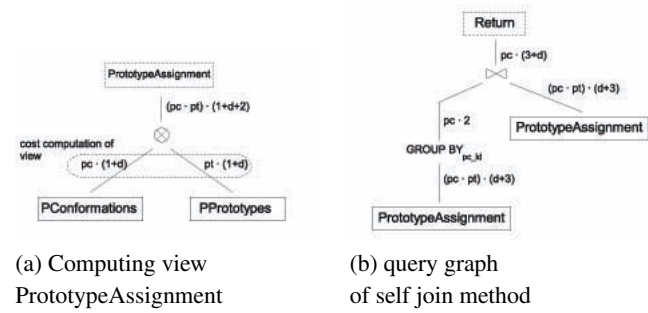 PrototypeAssignment
(pc · pt) · (1+d+2)
cost computation of
view
pc · (1+d)
pt · (1+d)
PConformations
PPrototypes
(a) Computing view
PrototypeAssignment
Return
pc · (3+d)
(pc · pt) · (d+3)
pc · 2
PrototypeAssignment
GROUP BY
(pc · pt) · (d+3)
PrototypeAssignment
(b) query graph
of self join method